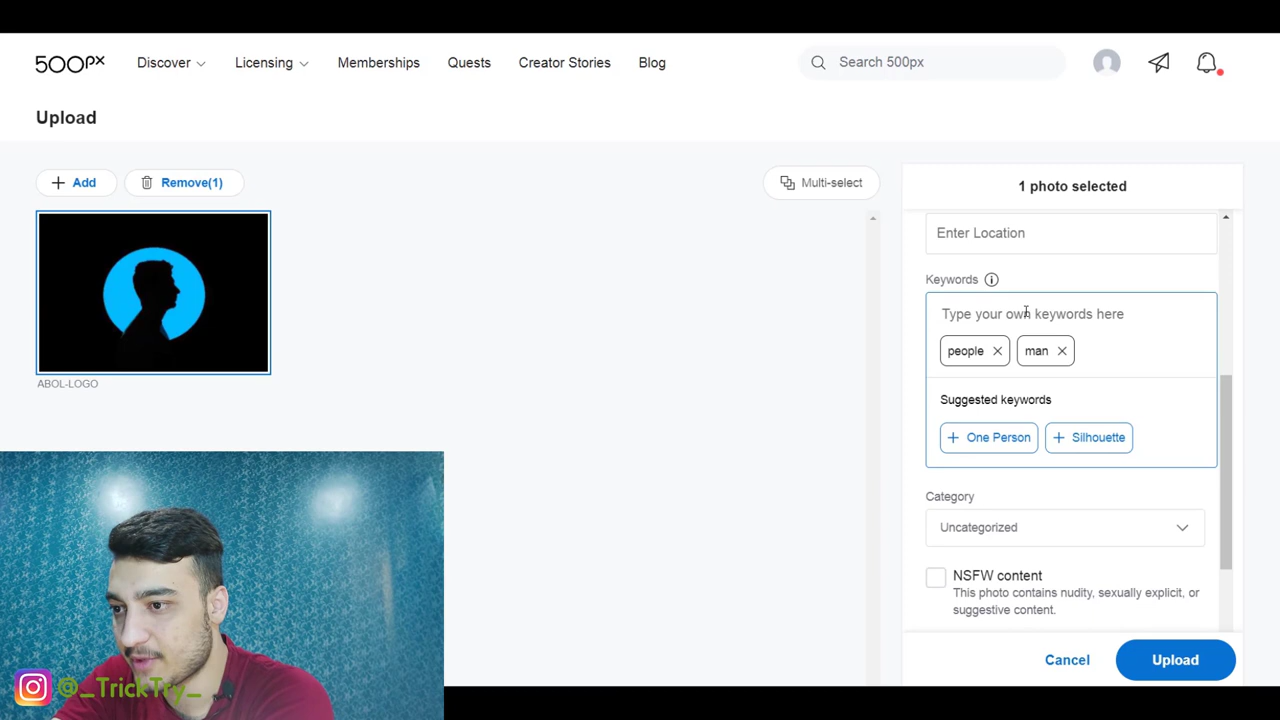 500px Discover Licensing Memberships Quests Creator Stories Blog Search 500px
Upload
+ Add Remove(1) Multi-select
1 photo selected
Enter Location
Keywords
Type your own keywords here
people × man ×
Suggested keywords
+ One Person + Silhouette
ABOL-LOGO
Category
Uncategorized
NSFW content
This photo contains nudity, sexually explicit, or
suggestive content.
Cancel Upload
@_TrickTry_